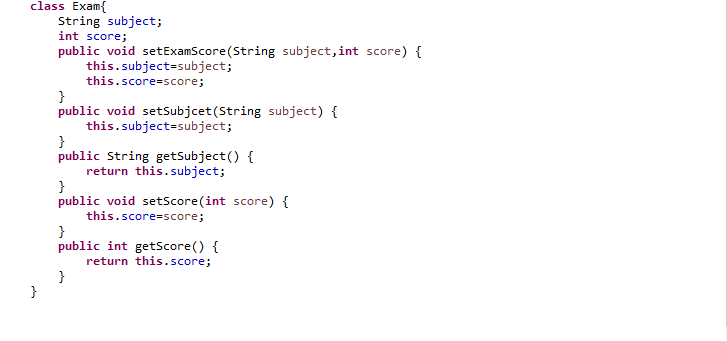 class Exam{
    String subject;
    int score;
    public void setExamScore(String subject,int score) {
        this.subject=subject;
        this.score=score;
    }
    public void setSubjcet(String subject) {
        this.subject=subject;
    }
    public String getSubject() {
        return this.subject;
    }
    public void setScore(int score) {
        this.score=score;
    }
    public int getScore() {
        return this.score;
    }
}